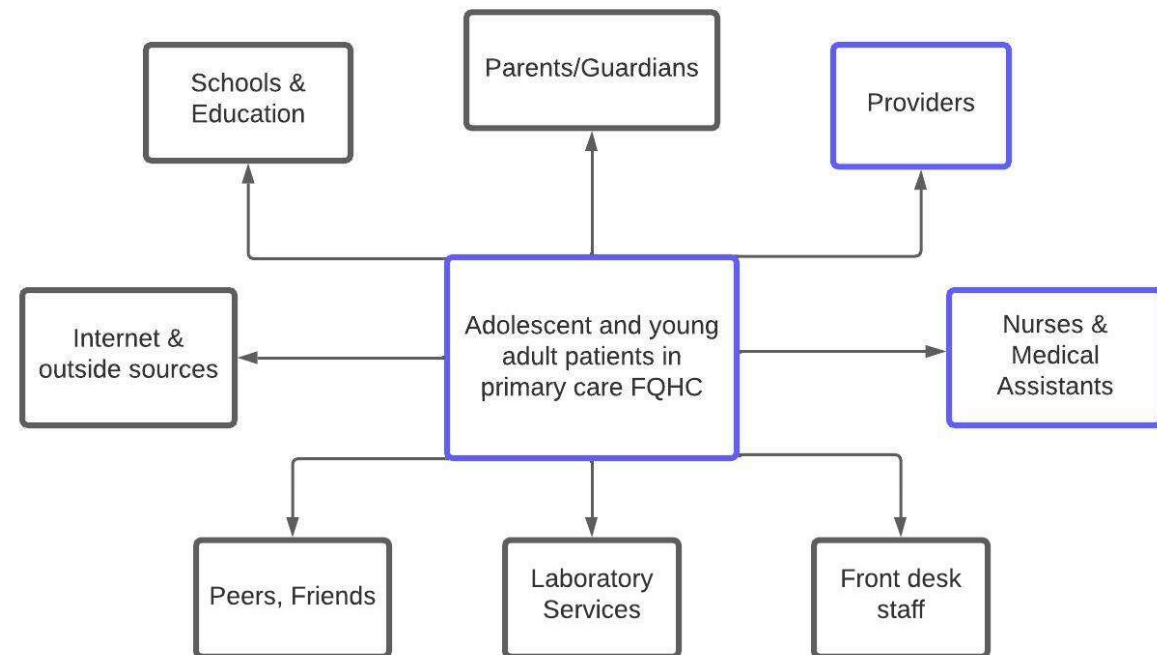 Schools &
Education
Parents/Guardians
Providers
Internet &
outside sources
Adolescent and young
adult patients in
primary care FQHC
Nurses &
Medical
Assistants
Peers, Friends
Laboratory
Services
Front desk
staff